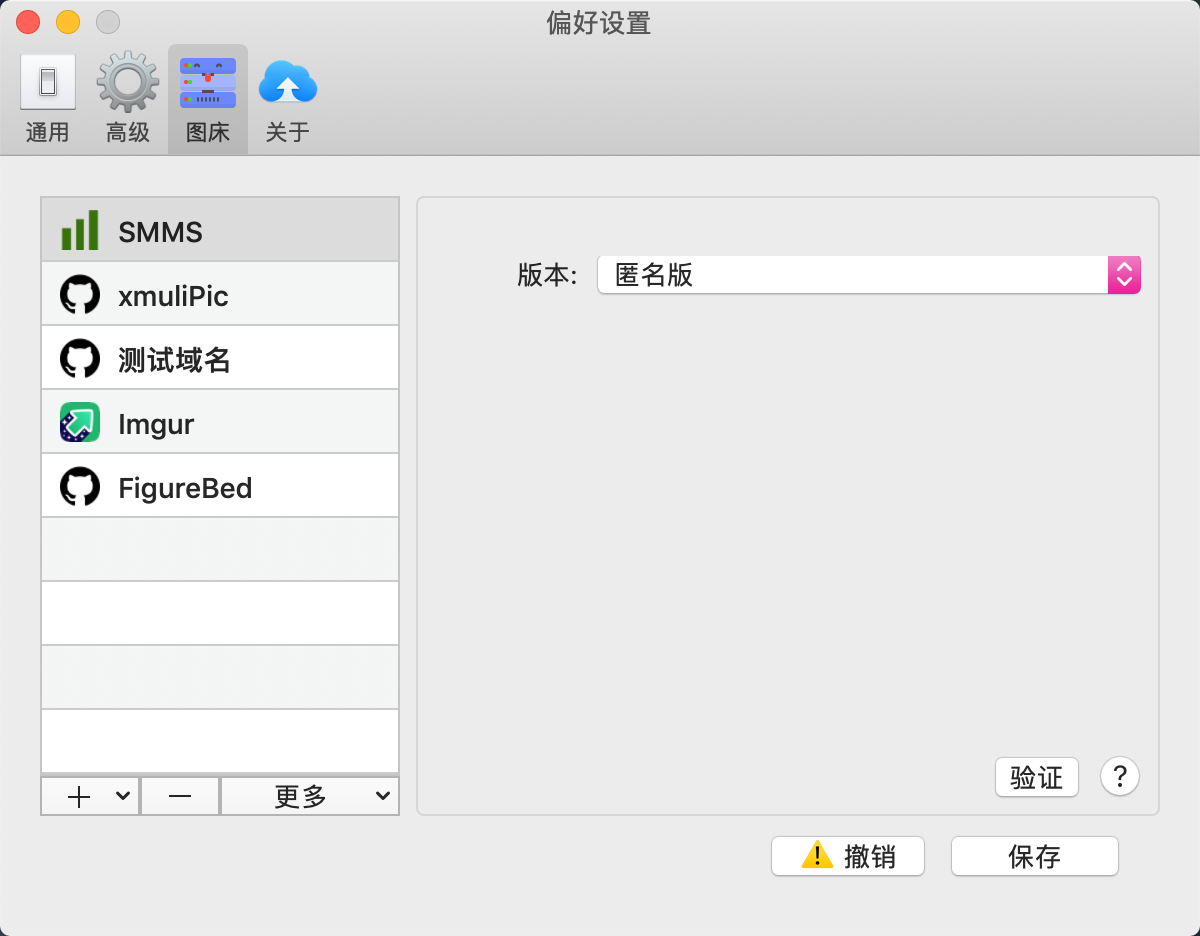 偏好设置
通用
高级
图床
关于
SMMS
xmuliPic
测试域名
Imgur
FigureBed
版本:
匿名版
验证
?
更多
撤销
保存